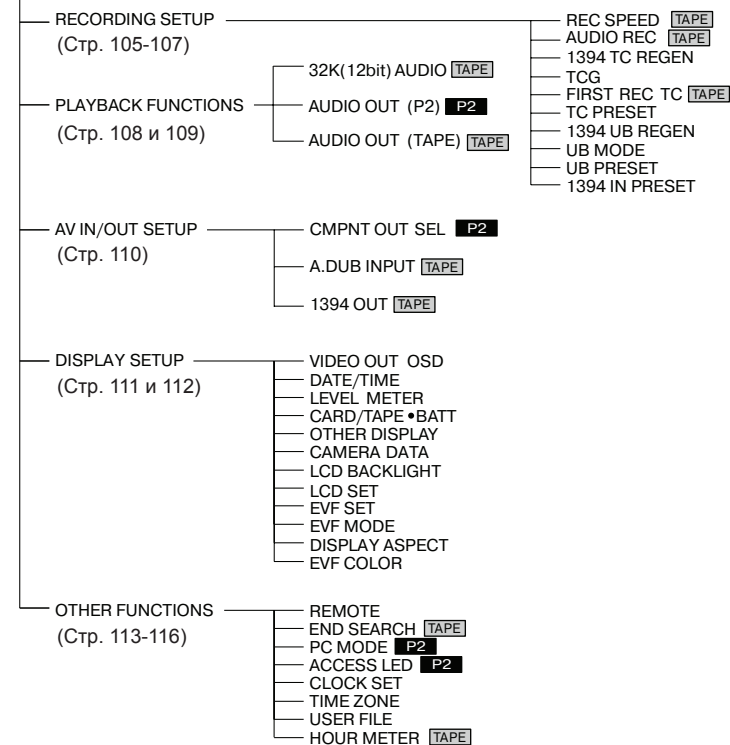 RECORDING SETUP
(Стр. 105-107)
REC SPEED TAPE
AUDIO REC TAPE
1394 TC REGEN
TCG
FIRST REC TC TAPE
TC PRESET
1394 UB REGEN
UB MODE
UB PRESET
1394 IN PRESET
PLAYBACK FUNCTIONS
(Стр. 108 и 109)
32K(12bit) AUDIO TAPE
AUDIO OUT (P2) P2
AUDIO OUT (TAPE) TAPE
AV IN/OUT SETUP
(Стр. 110)
CMPNT OUT SEL P2
A.DUB INPUT TAPE
1394 OUT TAPE
DISPLAY SETUP
(Стр. 111 и 112)
VIDEO OUT OSD
DATE/TIME
LEVEL METER
CARD/TAPE•BATT
OTHER DISPLAY
CAMERA DATA
LCD BACKLIGHT
LCD SET
EVF SET
EVF MODE
DISPLAY ASPECT
EVF COLOR
OTHER FUNCTIONS
(Стр. 113-116)
REMOTE
END SEARCH TAPE
PC MODE P2
ACCESS LED P2
CLOCK SET
TIME ZONE
USER FILE
HOUR METER TAPE